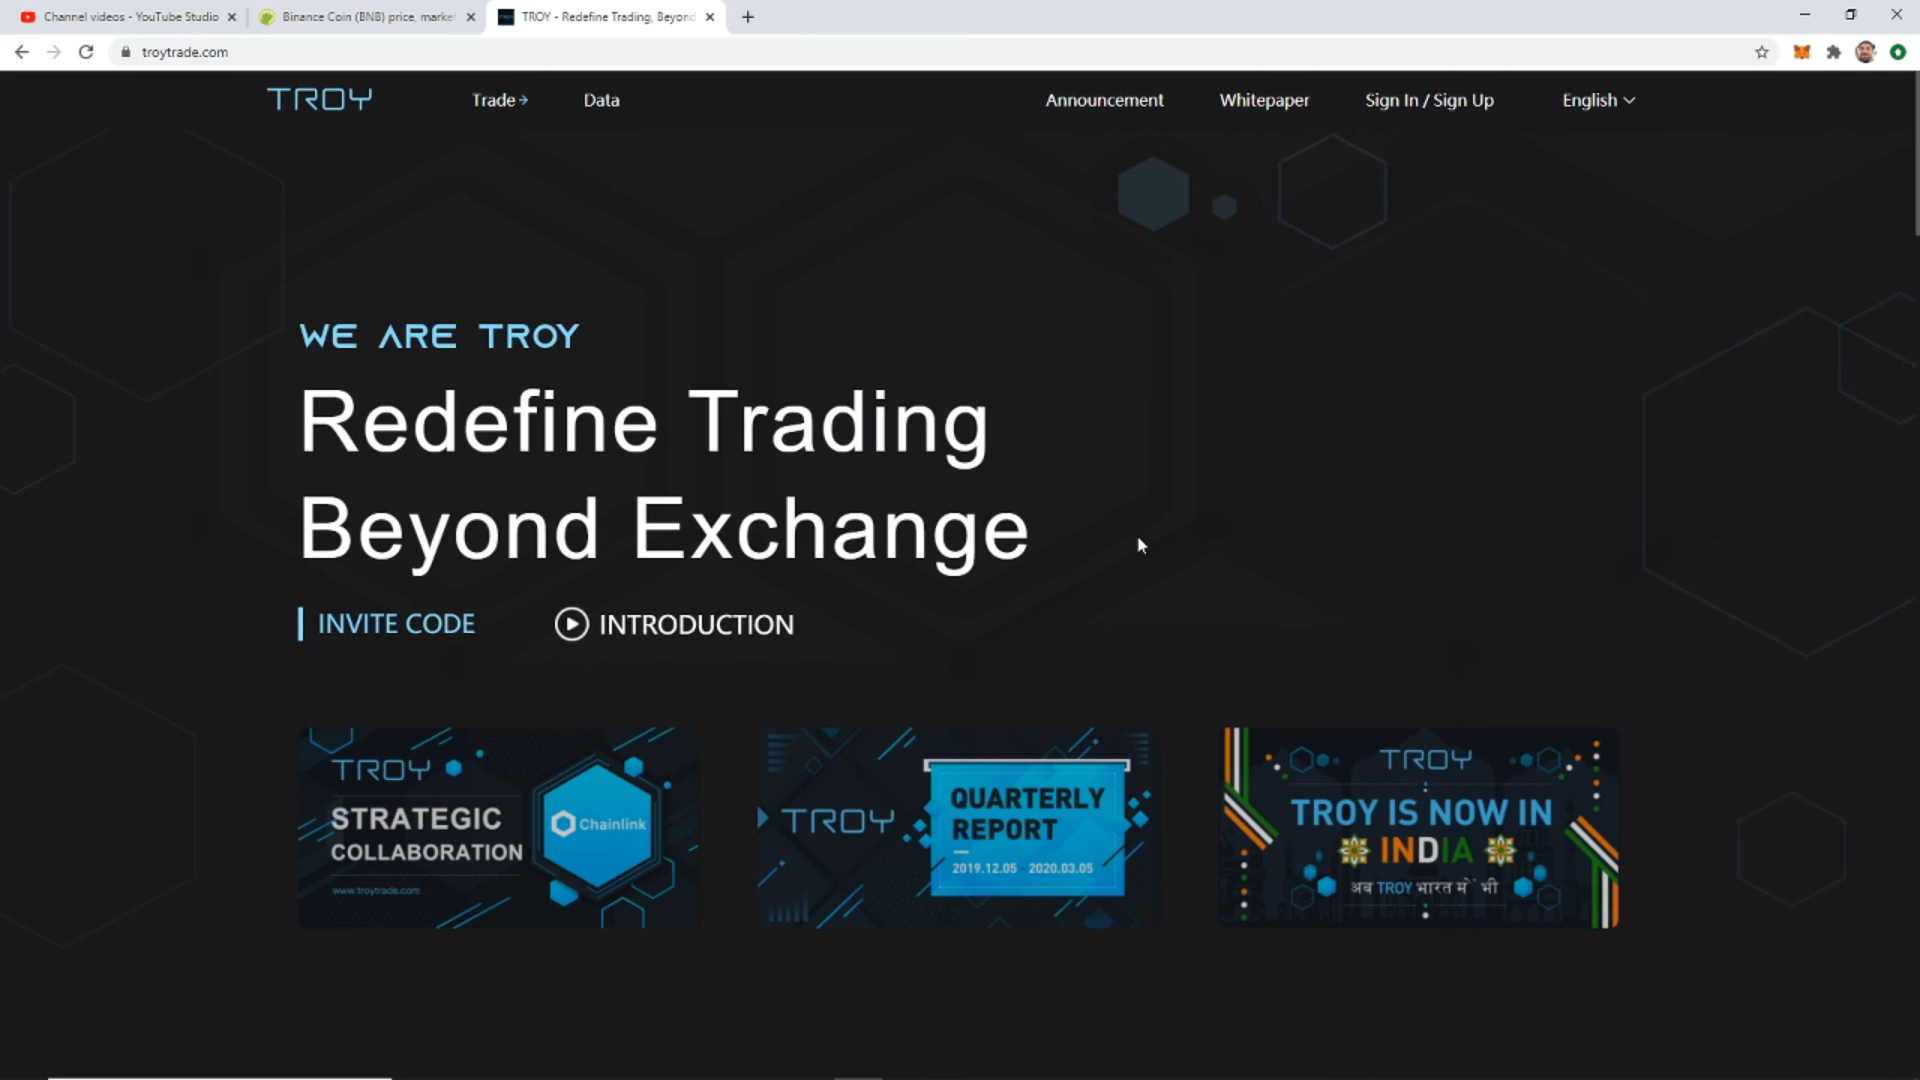 Channel videos - YouTube Studio
Binance Coin (BNB) price, market
TROY - Redefine Trading, Beyond
troytrade.com
TROY
Trade
Data
Announcement
Whitepaper
Sign In / Sign Up
English
WE ARE TROY
Redefine Trading
Beyond Exchange
INVITE CODE
INTRODUCTION
TROY
STRATEGIC
COLLABORATION
www.troytrade.com
Chainlink
TROY
QUARTERLY
REPORT
2019.12.05 - 2020.03.05
TROY
TROY IS NOW IN
INDIA
अब TROY भारत में भी